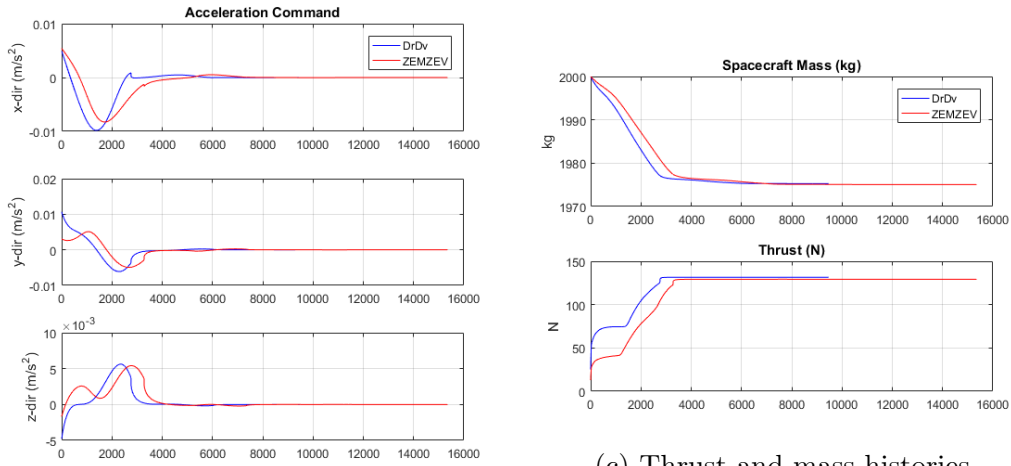 Acceleration Command
0.01
0
-0.01
x-dir (m/s²)
DrDv
ZEMZEV
0 2000 4000 6000 8000 10000 12000 14000 16000
0.02
0.01
0
-0.01
y-dir (m/s²)
0 2000 4000 6000 8000 10000 12000 14000 16000
×10⁻³
10
5
0
-5
z-dir (m/s²)
0 2000 4000 6000 8000 10000 12000 14000 16000
Spacecraft Mass (kg)
2000
1990
1980
1970
kg
DrDv
ZEMZEV
0 2000 4000 6000 8000 10000 12000 14000 16000
Thrust (N)
150
100
50
0
N
0 2000 4000 6000 8000 10000 12000 14000 16000
(c) Thrust and mass histories